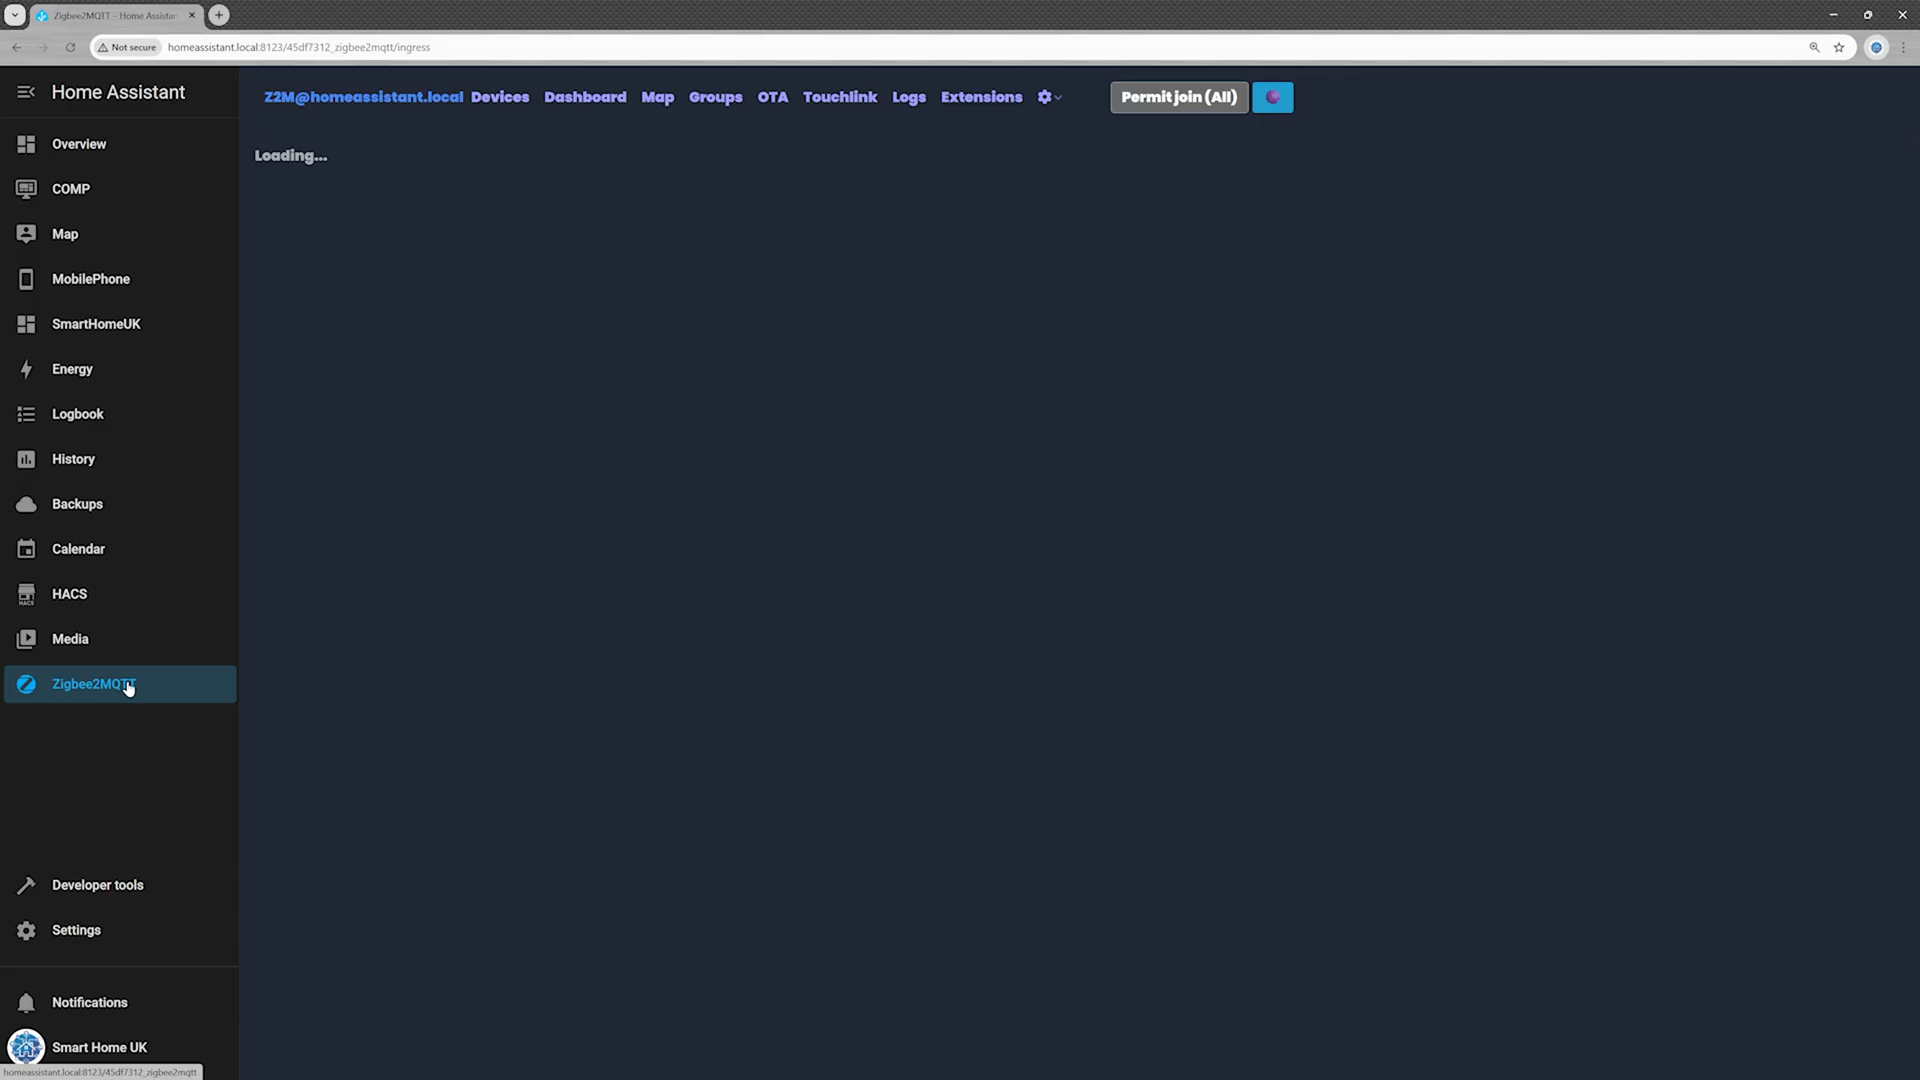 Zigbee2MQTT - Home Assistan
Not secure
homeassistant.local:8123/45df7312_zigbee2mqtt/ingress
Home Assistant
Z2M@homeassistant.local Devices Dashboard Map Groups OTA Touchlink Logs Extensions
Permit join (All)
Loading...
Overview
COMP
Map
MobilePhone
SmartHomeUK
Energy
Logbook
History
Backups
Calendar
HACS
HACS
Media
Zigbee2MQTT
Developer tools
Settings
Notifications
Smart Home UK
homeassistant.local:8123/45df7312_zigbee2mqtt